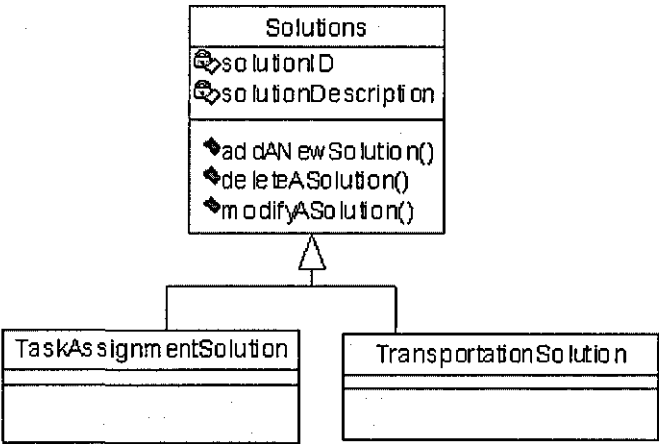 Solutions
solutionID
solutionDescription
addANewSolution()
deleteASolution()
modifyASolution()
TaskAssignmentSolution
TransportationSolution